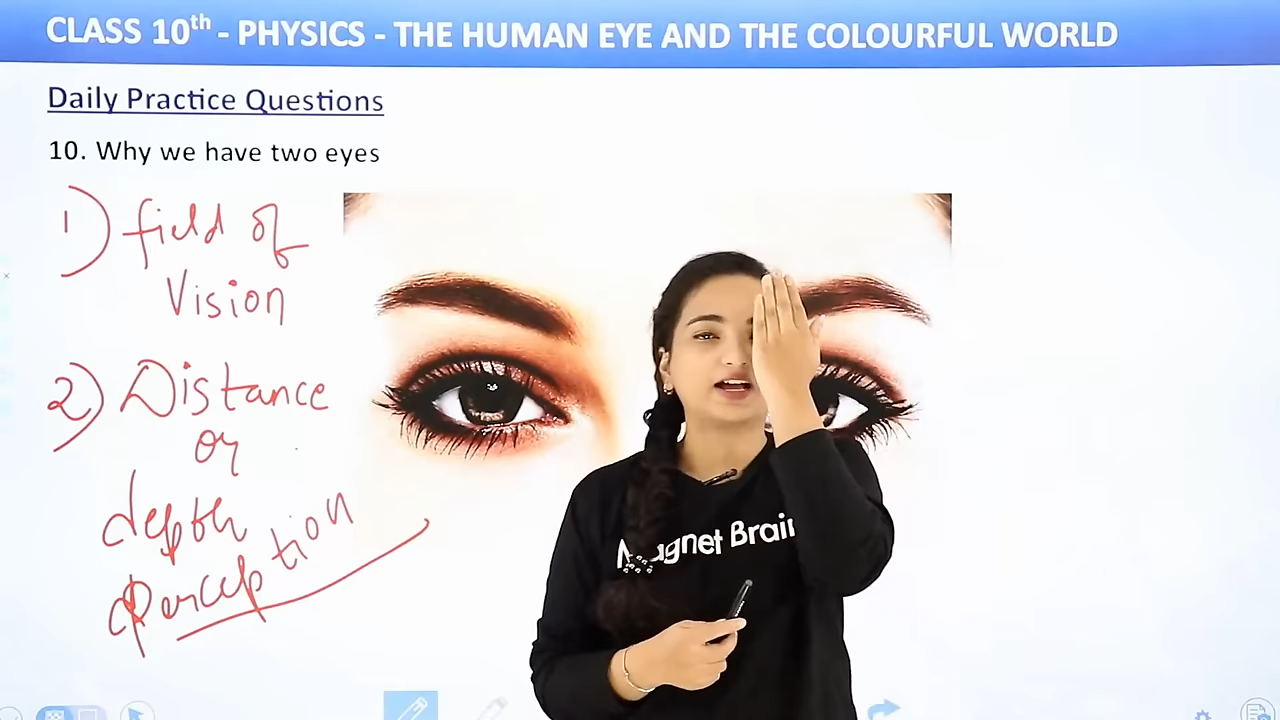 CLASS 10th - PHYSICS - THE HUMAN EYE AND THE COLOURFUL WORLD
Daily Practice Questions
10. Why we have two eyes
1) field of
Vision
2) Distance
or
depth
Perception
Magnet Brain